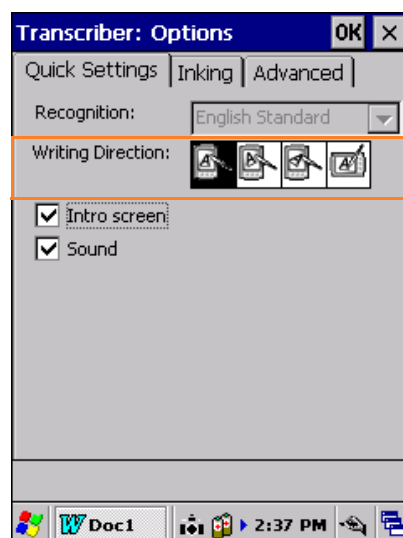 Transcriber: Options OK
Quick Settings Inking Advanced
Recognition: English Standard
Writing Direction: A A A A
Intro screen
Sound
W Doc1 2:37 PM